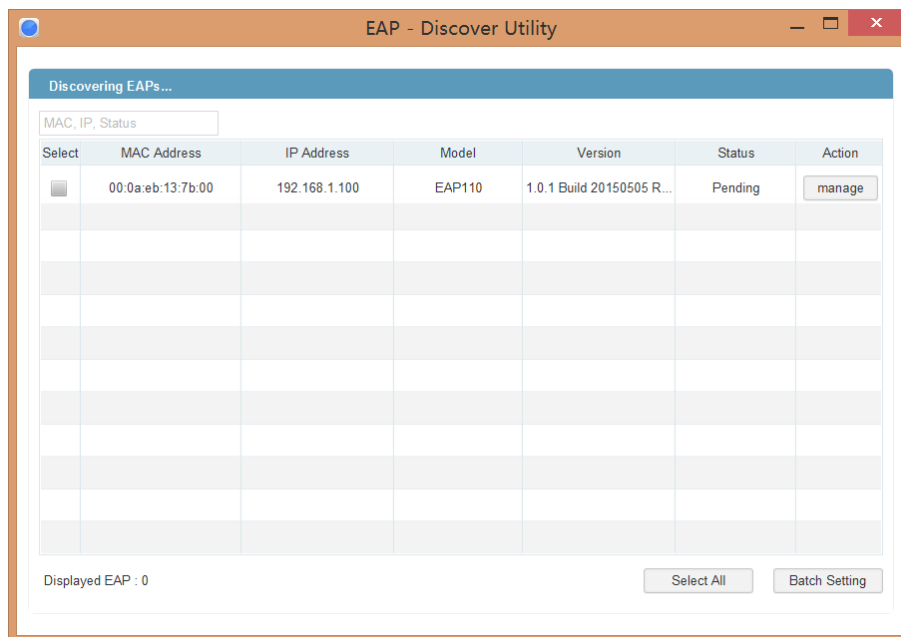 EAP - Discover Utility
Discovering EAPs...
MAC, IP, Status
Select MAC Address IP Address Model Version Status Action
00:0a:eb:13:7b:00 192.168.1.100 EAP110 1.0.1 Build 20150505 R... Pending manage
Displayed EAP : 0 Select All Batch Setting